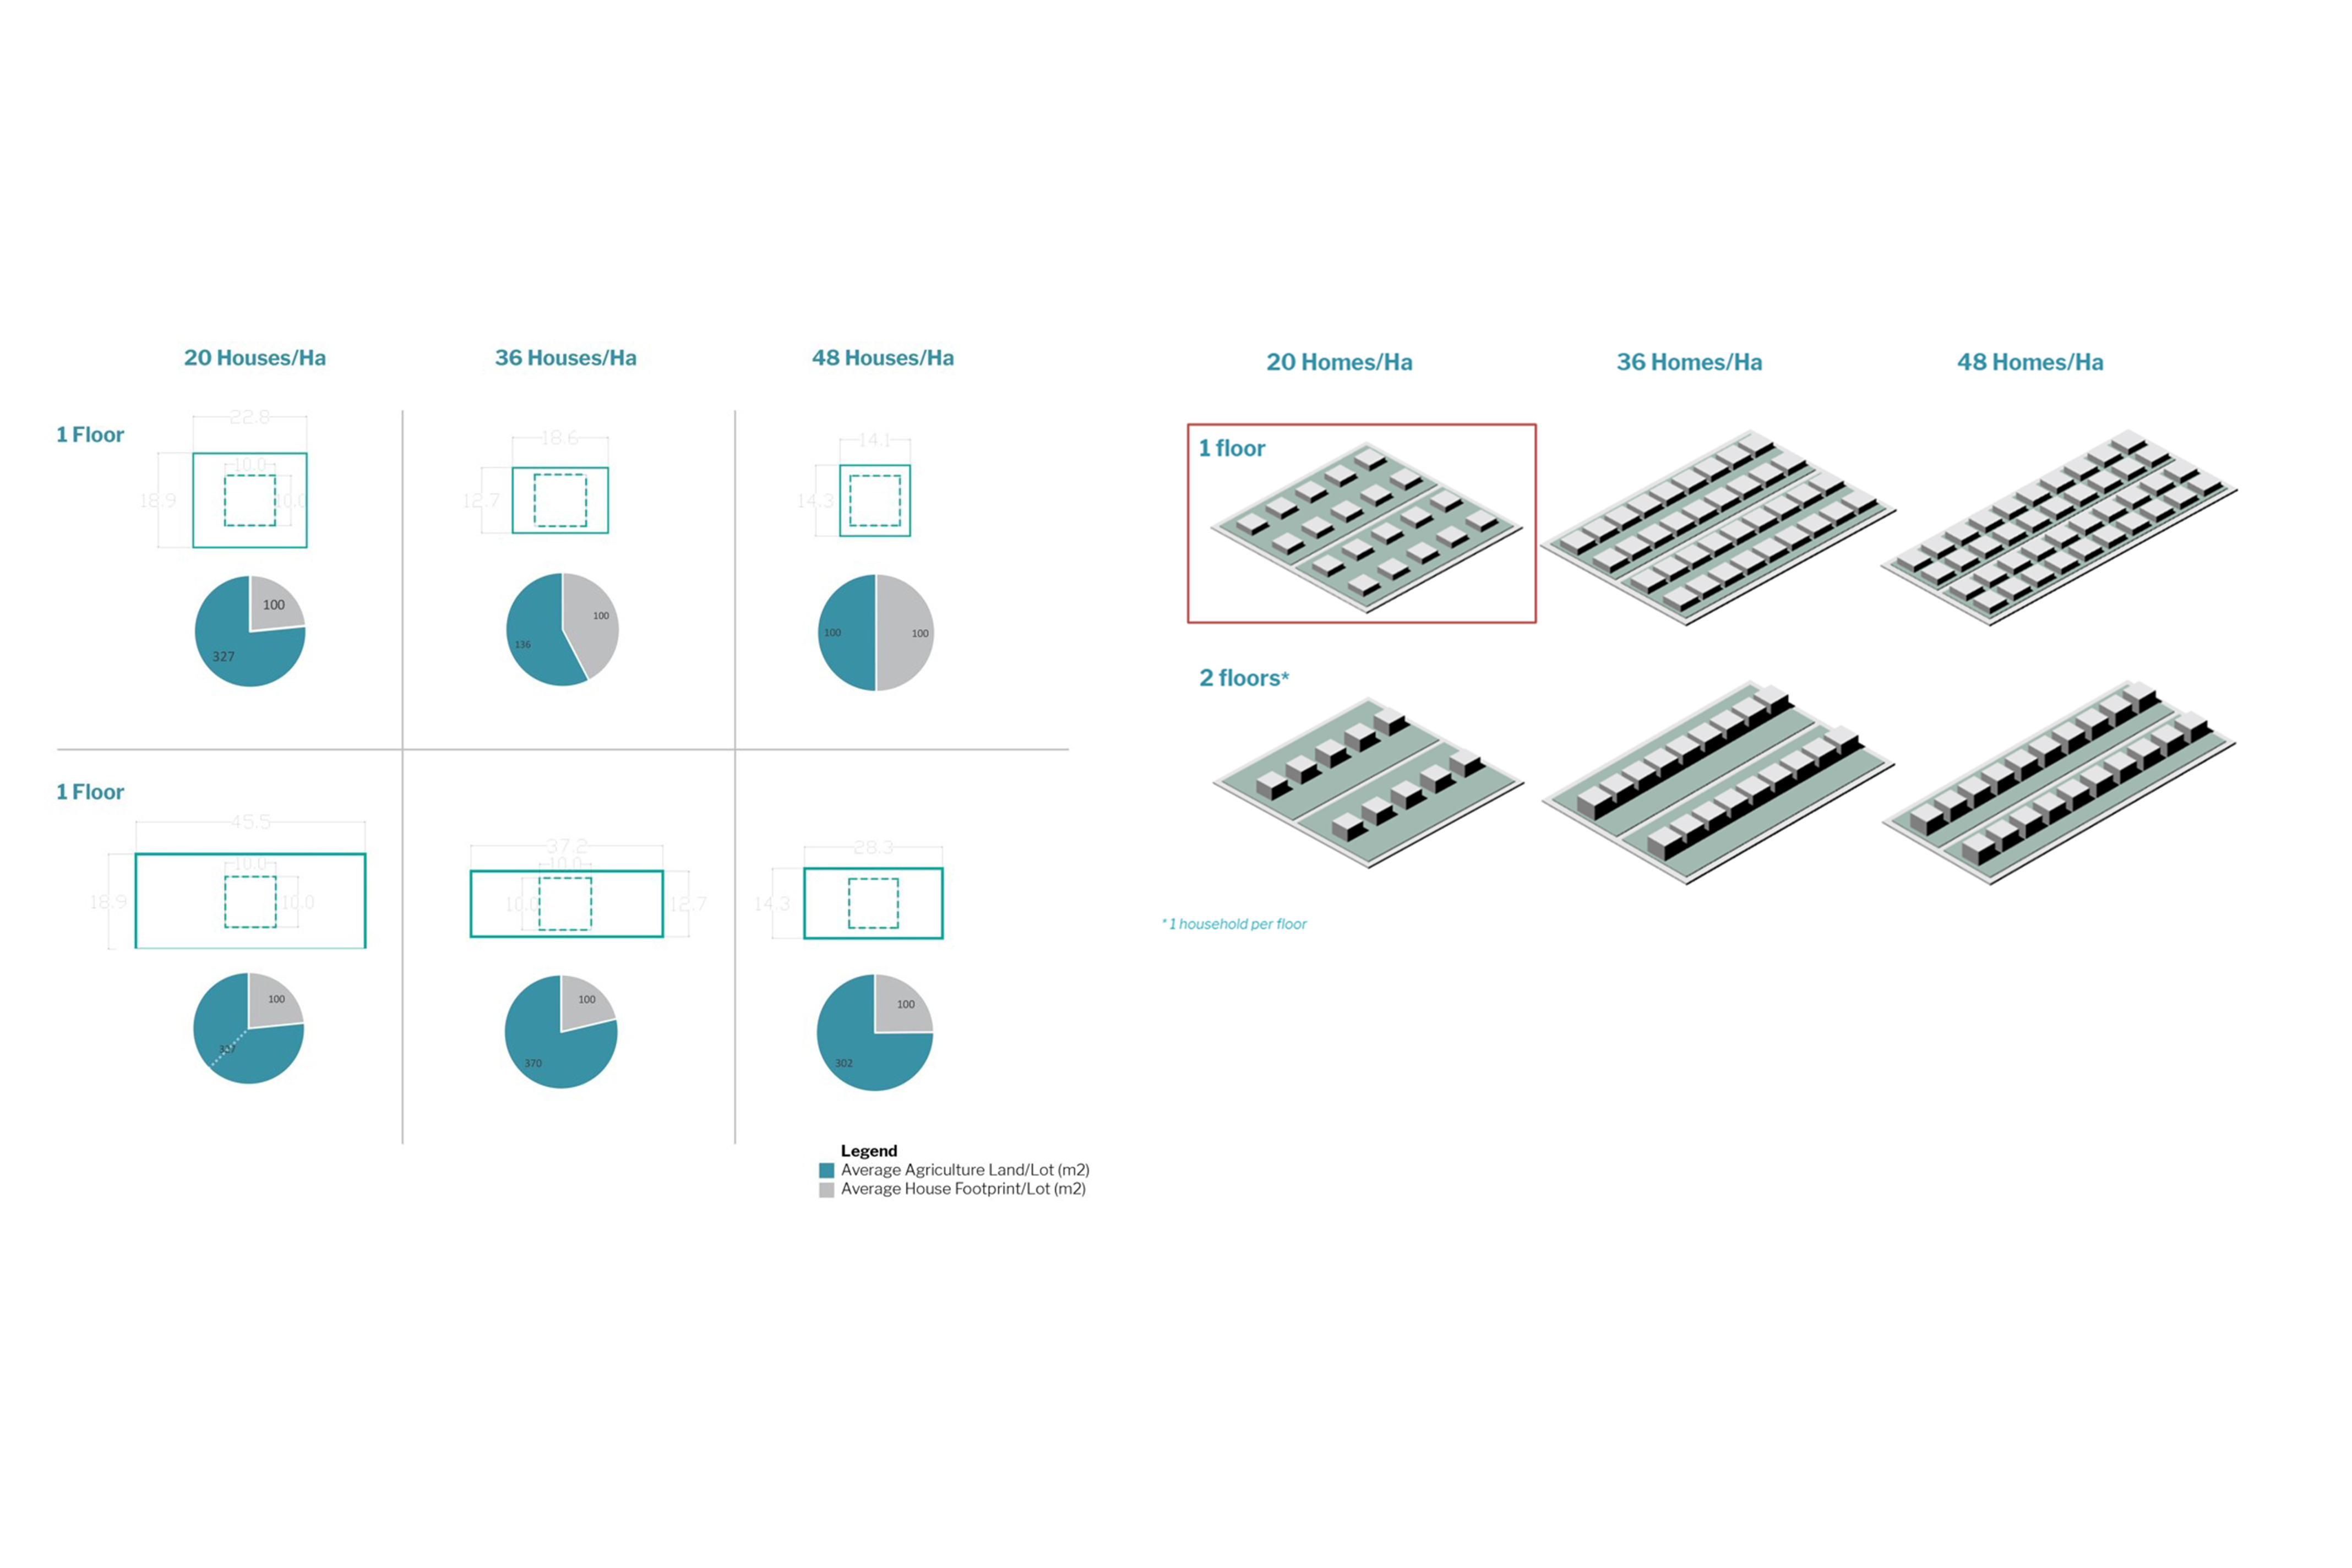 20 Houses/Ha
36 Houses/Ha
48 Houses/Ha
1 Floor
22.8
18.9
10.0
10.0
18.6
12.7
14.1
14.3
100
327
100
136
100
100
1 Floor
45.5
18.9
10.0
10.0
37.2
10.0
10.0
12.7
28.3
14.3
100
100
370
100
302
Legend
Average Agriculture Land/Lot (m2)
Average House Footprint/Lot (m2)
20 Homes/Ha
36 Homes/Ha
48 Homes/Ha
1 floor
2 floors*
* 1 household per floor